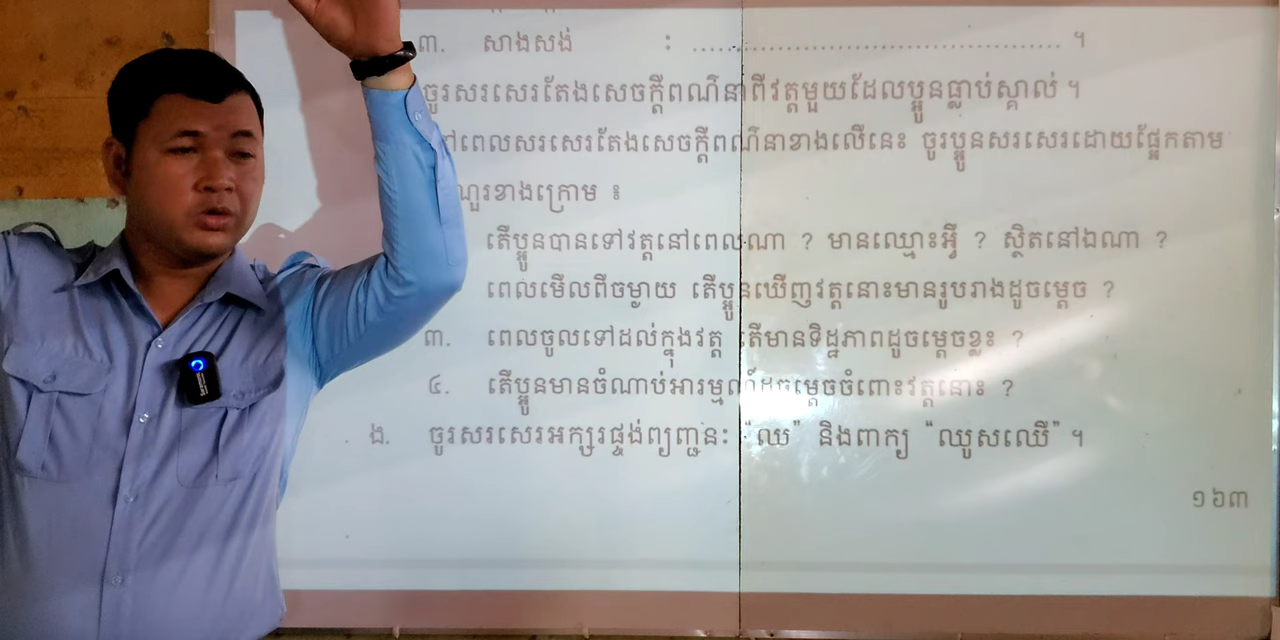 ៣. សាងសង់ : ................................................ ។
ចូរសរសេរតែងសេចក្ដីពណ៌នាពីវត្តមួយដែលប្អូនធ្លាប់ស្គាល់ ។
ពេលសរសេរតែងសេចក្ដីពណ៌នាខាងលើនេះ ចូរប្អូនសរសេរដោយផ្អែកតាម
ខាងក្រោម ៖
តើប្អូនបានទៅវត្តនៅពេលណា ? មានឈ្មោះអ្វី ? ស្ថិតនៅឯណា ?
ពេលមើលពីចម្ងាយ តើប្អូនឃើញវត្តនោះមានរូបរាងដូចម្ដេច ?
៣. ពេលចូលទៅដល់ក្នុងវត្ត តើមានទិដ្ឋភាពដូចម្ដេចខ្លះ ?
៤. តើប្អូនមានចំណាប់អារម្មណ៍ដូចម្ដេចចំពោះវត្តនោះ ?
ង. ចូរសរសេរអក្សរផ្ចង់ព្យញ្ជនៈ “ឈ” និងពាក្យ “ឈូសឈើ” ។
១៦៣